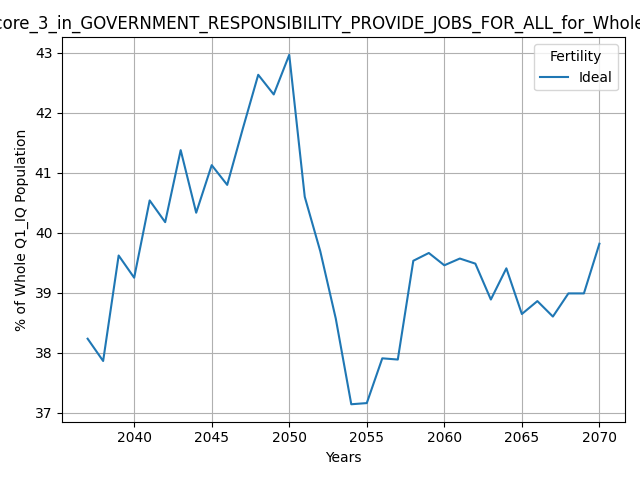 core_3_in_GOVERNMENT_RESPONSIBILITY_PROVIDE_JOBS_FOR_ALL_for_Whole
43
42
41
40
39
38
37
% of Whole Q1_IQ Population
Fertility
Ideal
2040 2045 2050 2055 2060 2065 2070
Years